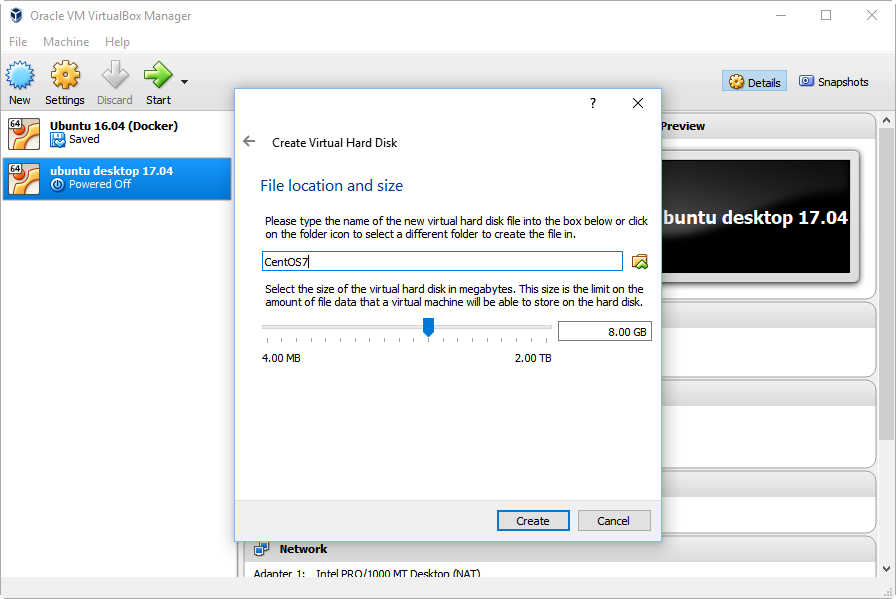 Oracle VM VirtualBox Manager
File Machine Help
New Settings Discard Start
Details Snapshots
64
Ubuntu 16.04 (Docker)
Saved
64
ubuntu desktop 17.04
Powered Off
?
Create Virtual Hard Disk
File location and size
Please type the name of the new virtual hard disk file into the box below or click
on the folder icon to select a different folder to create the file in.
CentOS7
Select the size of the virtual hard disk in megabytes. This size is the limit on the
amount of file data that a virtual machine will be able to store on the hard disk.
8.00 GB
4.00 MB 2.00 TB
Create Cancel
Preview
buntu desktop 17.04
Network
Adapter 1: Intel PRO/1000 MT Desktop (NAT)